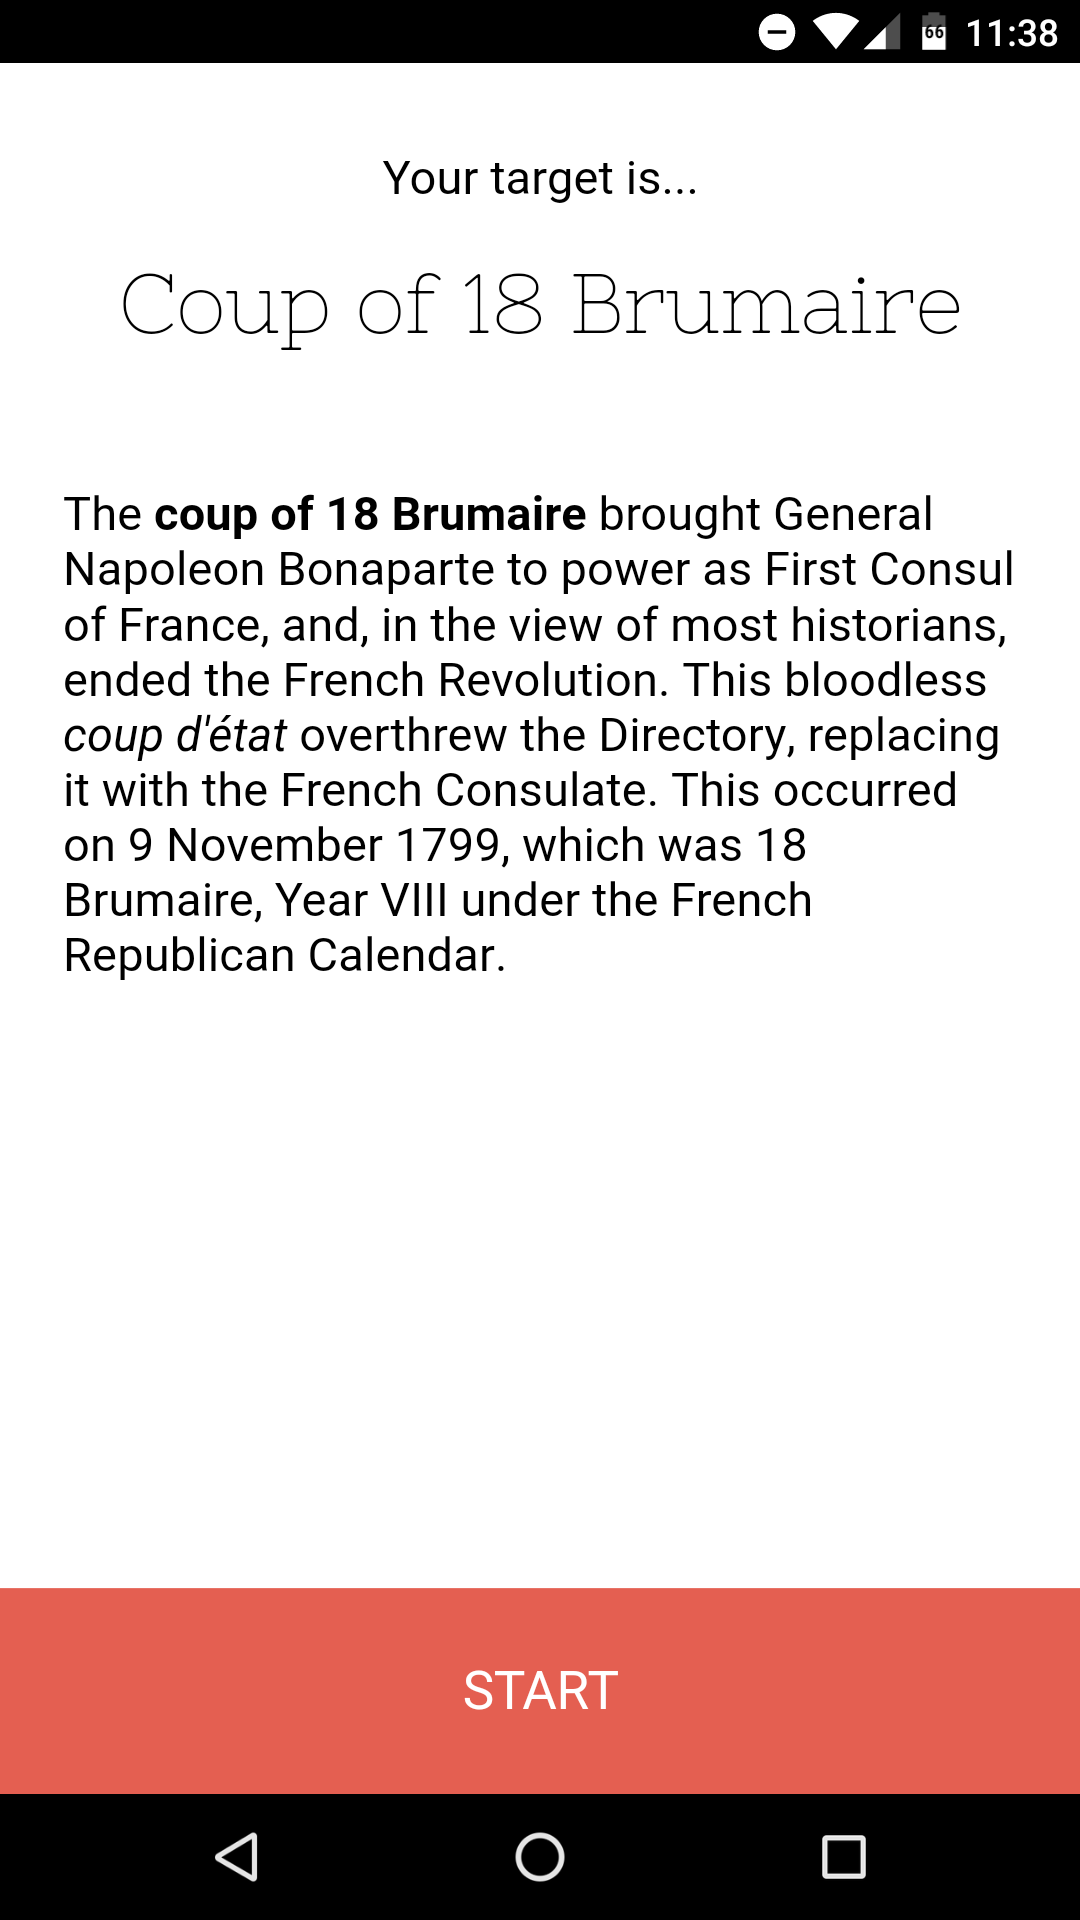 66 11:38
Your target is...
Coup of 18 Brumaire
The coup of 18 Brumaire brought General
Napoleon Bonaparte to power as First Consul
of France, and, in the view of most historians,
ended the French Revolution. This bloodless
coup d'état overthrew the Directory, replacing
it with the French Consulate. This occurred
on 9 November 1799, which was 18
Brumaire, Year VIII under the French
Republican Calendar.
START